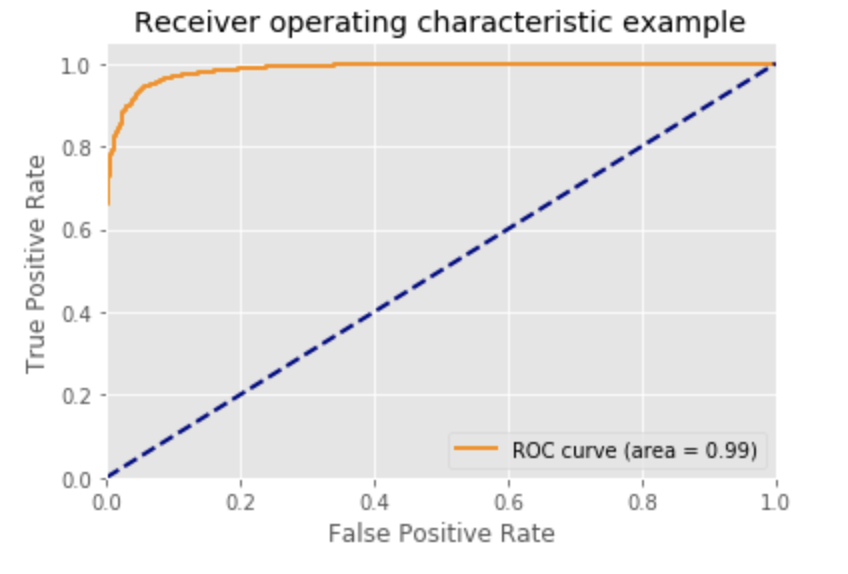 Receiver operating characteristic example
1.0
0.8
0.6
0.4
0.2
0.0
True Positive Rate
ROC curve (area = 0.99)
0.0 0.2 0.4 0.6 0.8 1.0
False Positive Rate